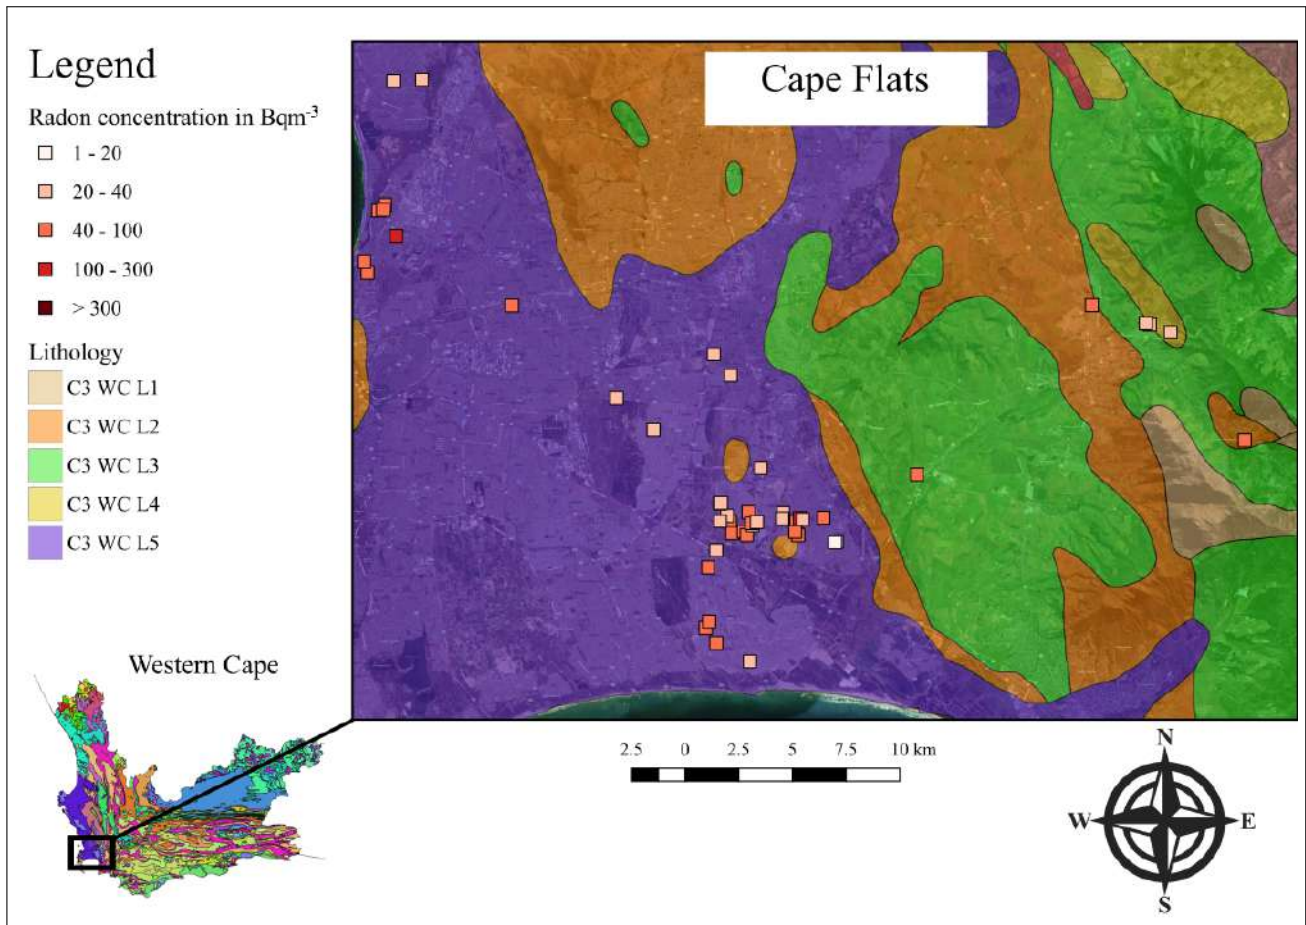 Legend
Radon concentration in Bqm-3
1 - 20
20 - 40
40 - 100
100 - 300
> 300
Lithology
C3 WC L1
C3 WC L2
C3 WC L3
C3 WC L4
C3 WC L5
Cape Flats
Western Cape
2.5 0 2.5 5 7.5 10 km
N
W E
S